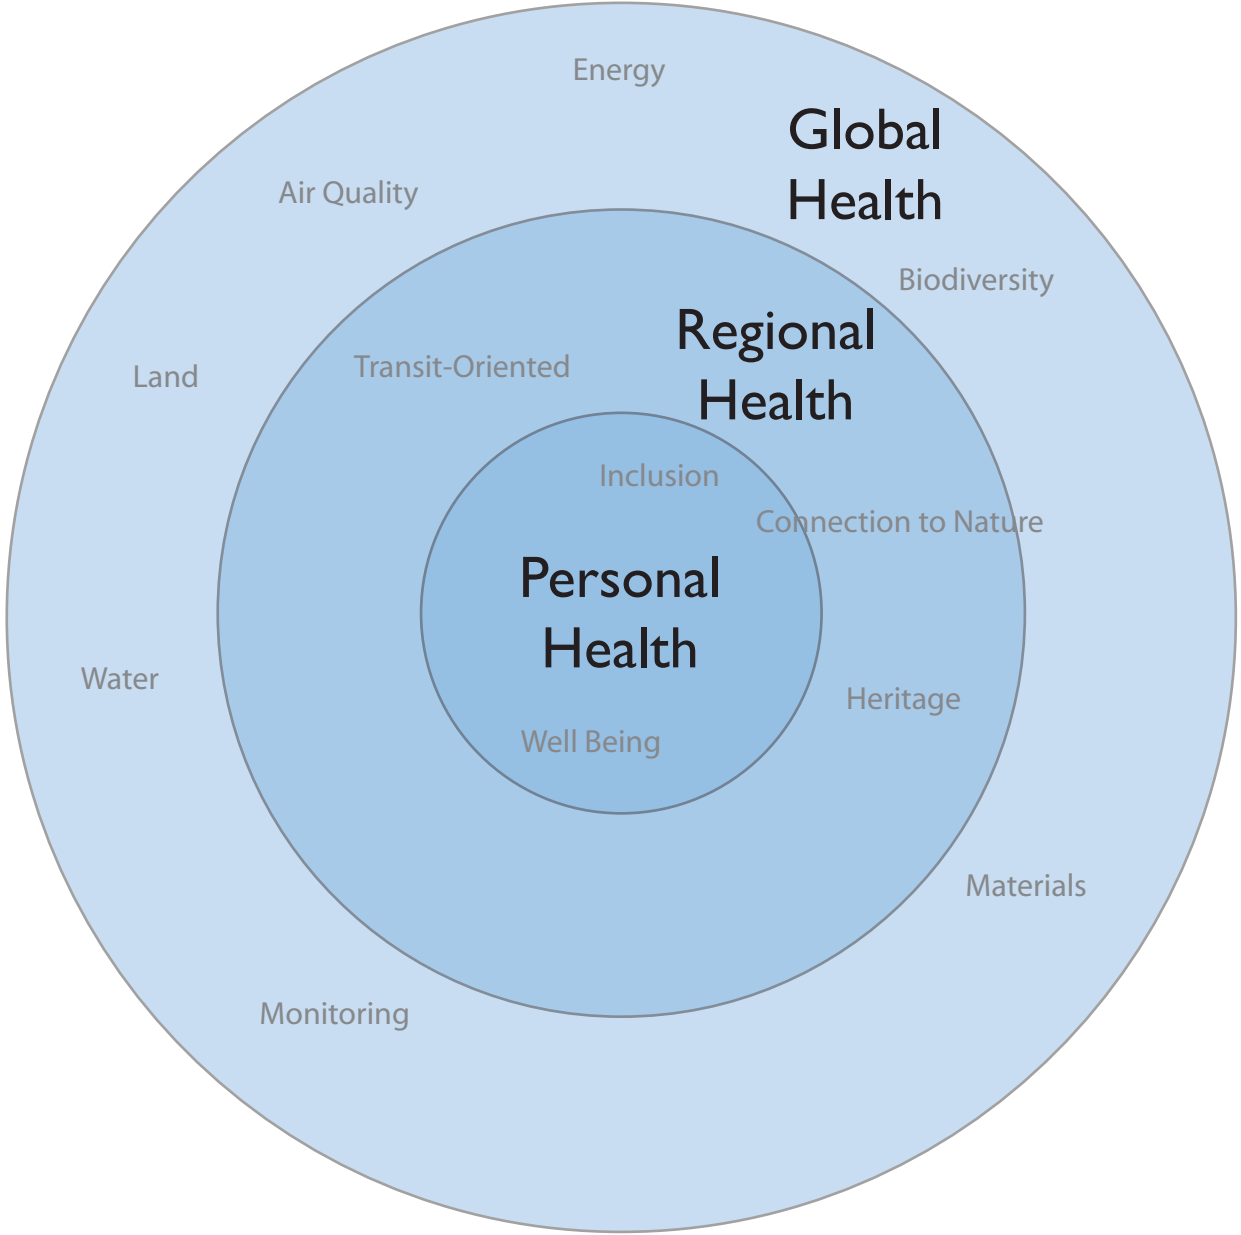 Energy
Global
Health
Air Quality
Biodiversity
Regional
Health
Transit-Oriented
Land
Inclusion
Connection to Nature
Personal
Health
Water
Heritage
Well Being
Materials
Monitoring